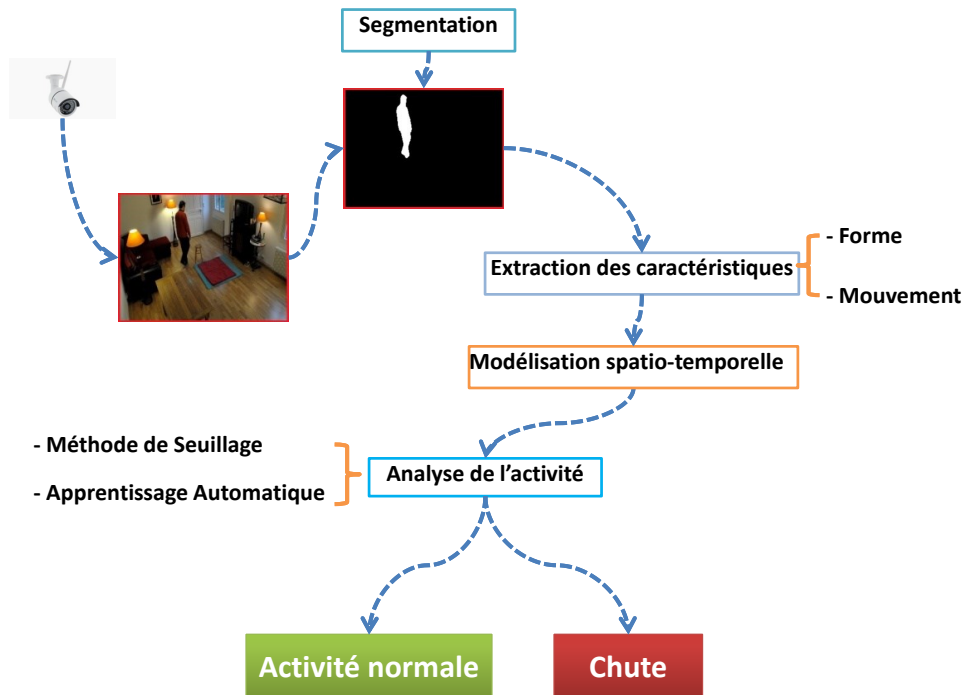 Segmentation
Extraction des caractéristiques
- Forme
- Mouvement
Modélisation spatio-temporelle
- Méthode de Seuillage
- Apprentissage Automatique
Analyse de l’activité
Activité normale
Chute